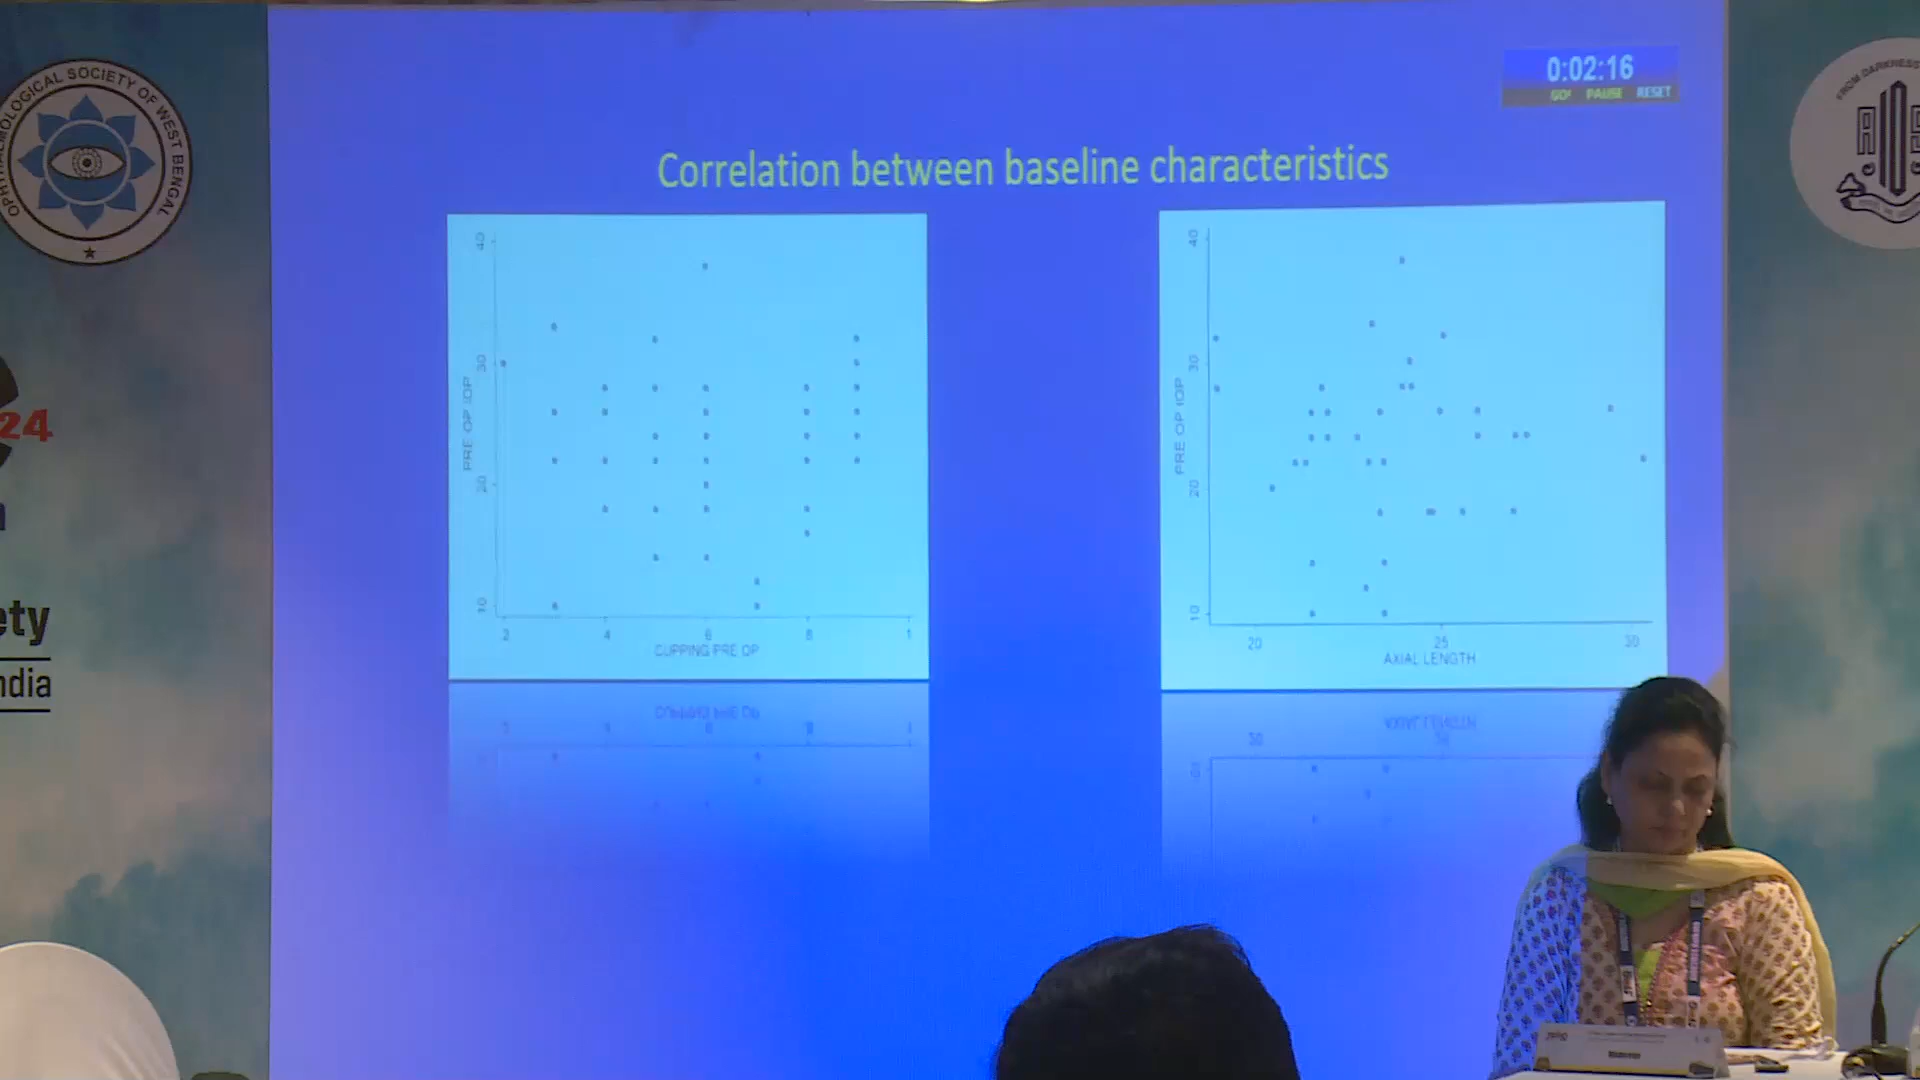 OPHTHALMOLOGICAL SOCIETY OF WEST BENGAL
0:02:16
PAUSE RESET
FROM DARKNESS
Correlation between baseline characteristics
40
30
20
10
PRE OP IOP
2 4 6 8 1
CUPPING PRE OP
40
30
20
10
PRE OP IOP
20 25 30
AXIAL LENGTH
24
ety
ndia